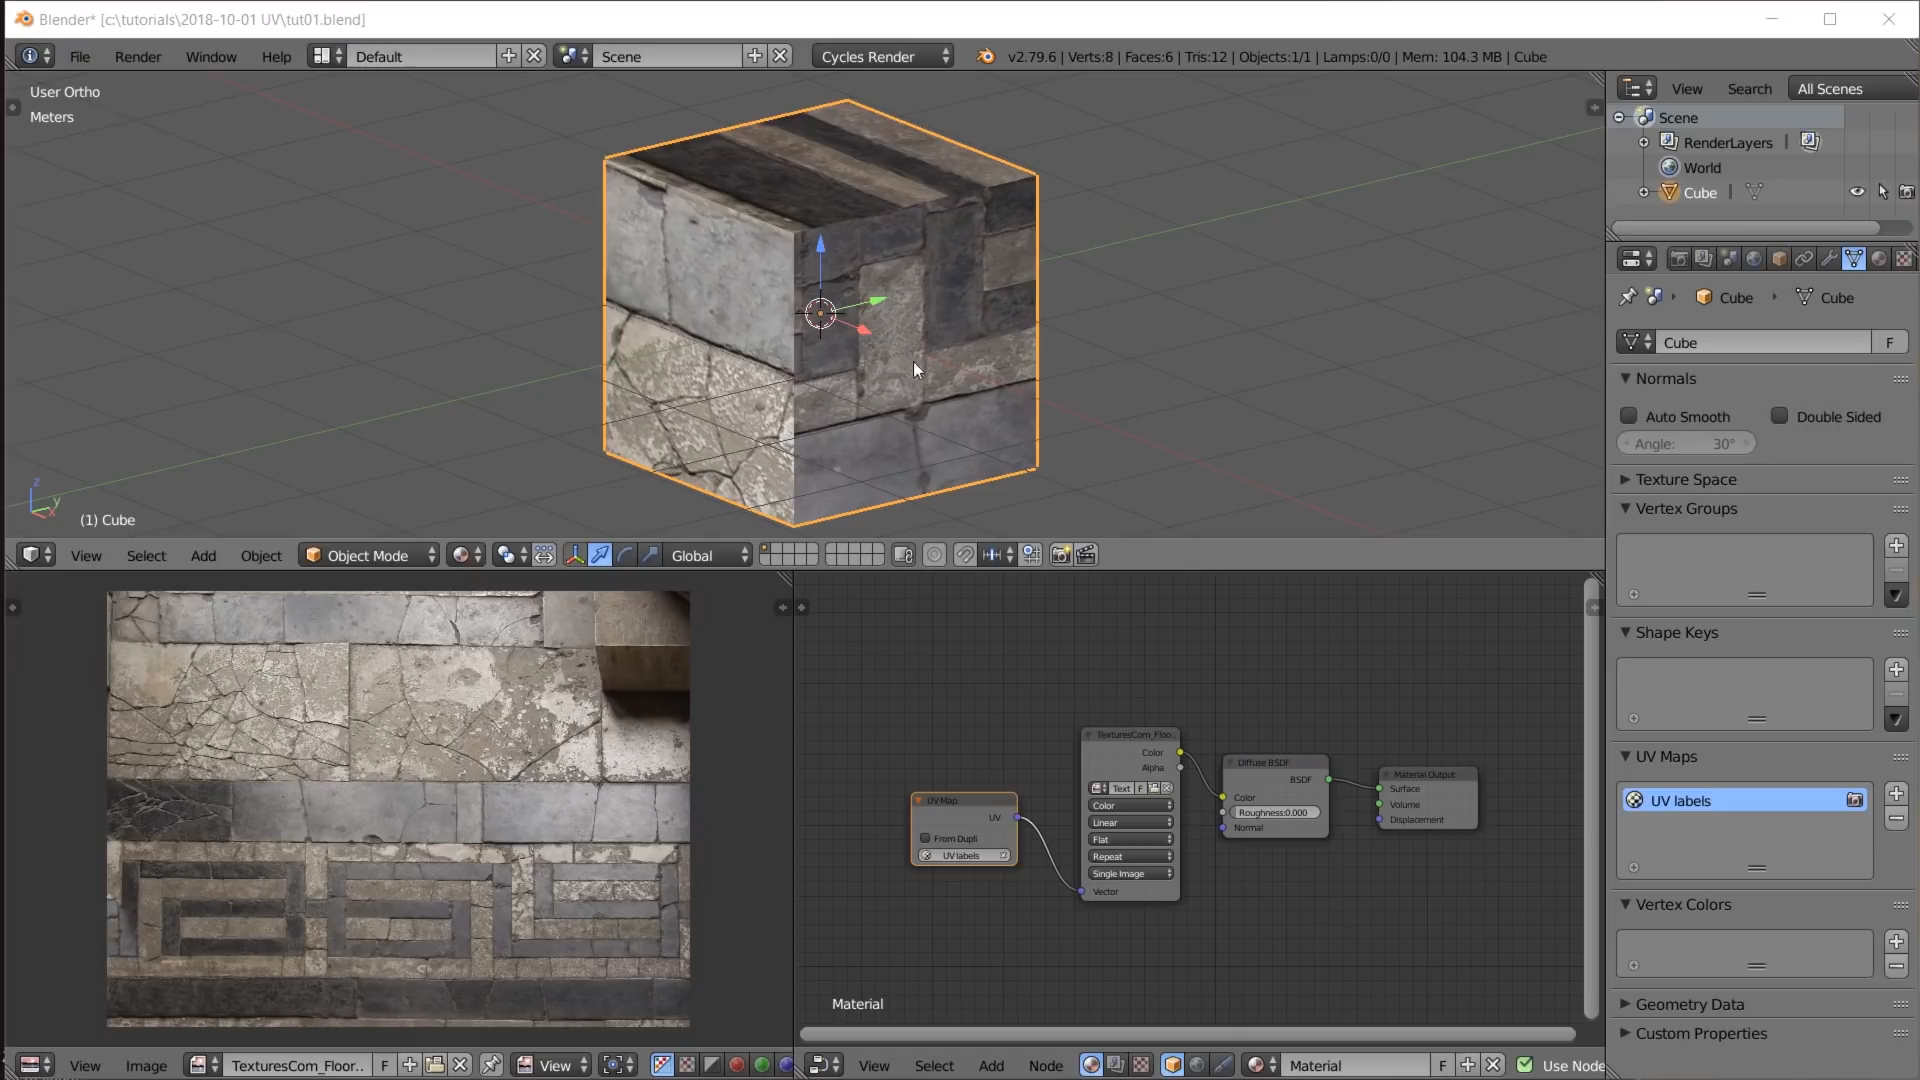 Blender* [c:\tutorials\2018-10-01 UV\tut01.blend]
File Render Window Help Default Scene Cycles Render v2.79.6 | Verts:8 | Faces:6 | Tris:12 | Objects:1/1 | Lamps:0/0 | Mem: 104.3 MB | Cube
User Ortho
Meters
z
y
x
(1) Cube
View Select Add Object Object Mode Global
View Search All Scenes
Scene
RenderLayers
World
Cube
Cube Cube
Cube F
Normals
Auto Smooth Double Sided
Angle: 30°
Texture Space
Vertex Groups
Shape Keys
UV Maps
UV labels
Vertex Colors
Geometry Data
Custom Properties
UV Map
UV
From Dupli
UV labels
TexturesCom_Floo..
Color
Alpha
Text F
Color
Linear
Flat
Repeat
Single Image
Vector
Diffuse BSDF
BSDF
Color
Roughness:0.000
Normal
Material Output
Surface
Volume
Displacement
Material
View Image TexturesCom_Floor.. F View
View Select Add Node Material F Use Node